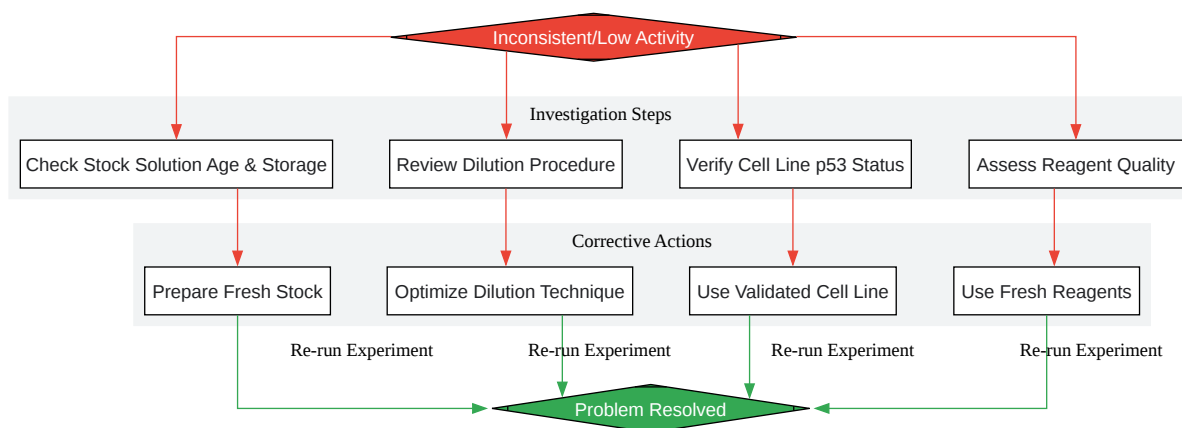 Inconsistent/Low Activity
Investigation Steps
Check Stock Solution Age & Storage
Review Dilution Procedure
Verify Cell Line p53 Status
Assess Reagent Quality
Corrective Actions
Prepare Fresh Stock
Optimize Dilution Technique
Use Validated Cell Line
Use Fresh Reagents
Re-run Experiment
Re-run Experiment
Re-run Experiment
Re-run Experiment
Problem Resolved